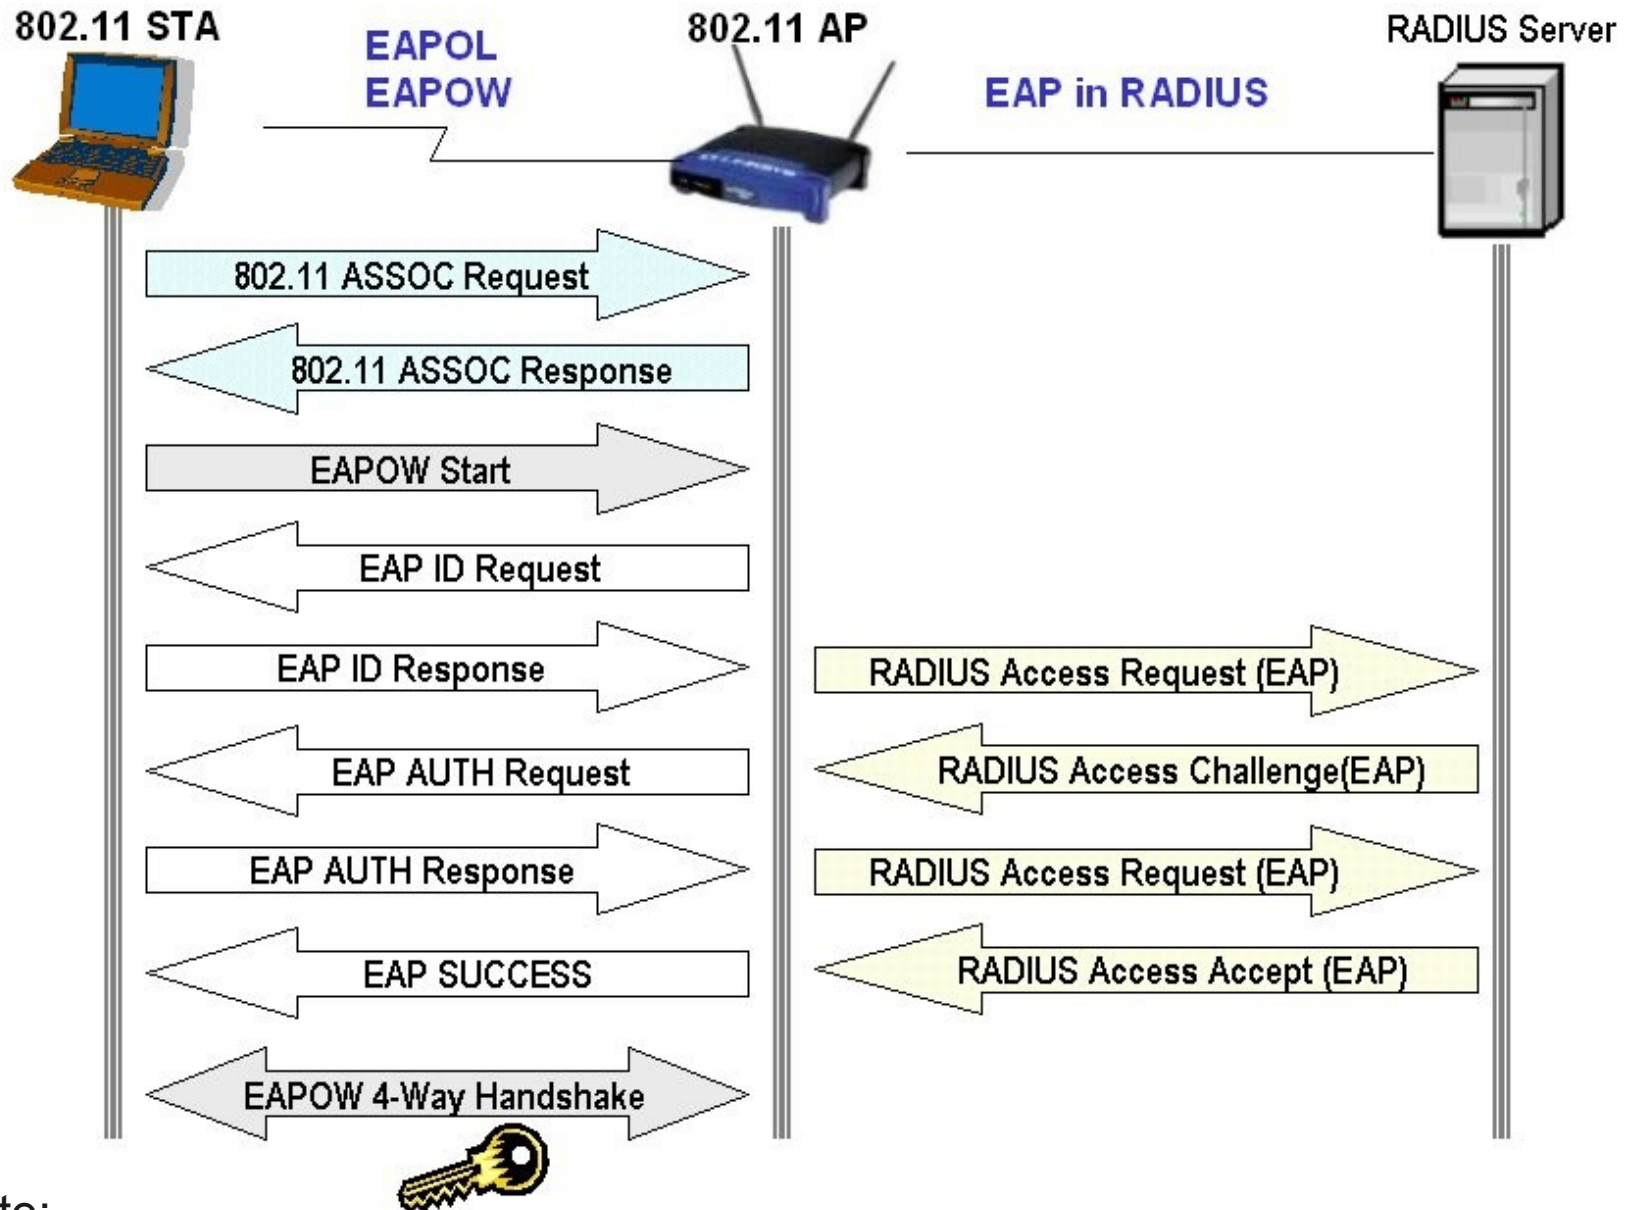 802.11 STA
EAPOL
EAPOW
802.11 AP
EAP in RADIUS
RADIUS Server
802.11 ASSOC Request
802.11 ASSOC Response
EAPOW Start
EAP ID Request
EAP ID Response
RADIUS Access Request (EAP)
EAP AUTH Request
RADIUS Access Challenge(EAP)
EAP AUTH Response
RADIUS Access Request (EAP)
EAP SUCCESS
RADIUS Access Accept (EAP)
EAPOW 4-Way Handshake